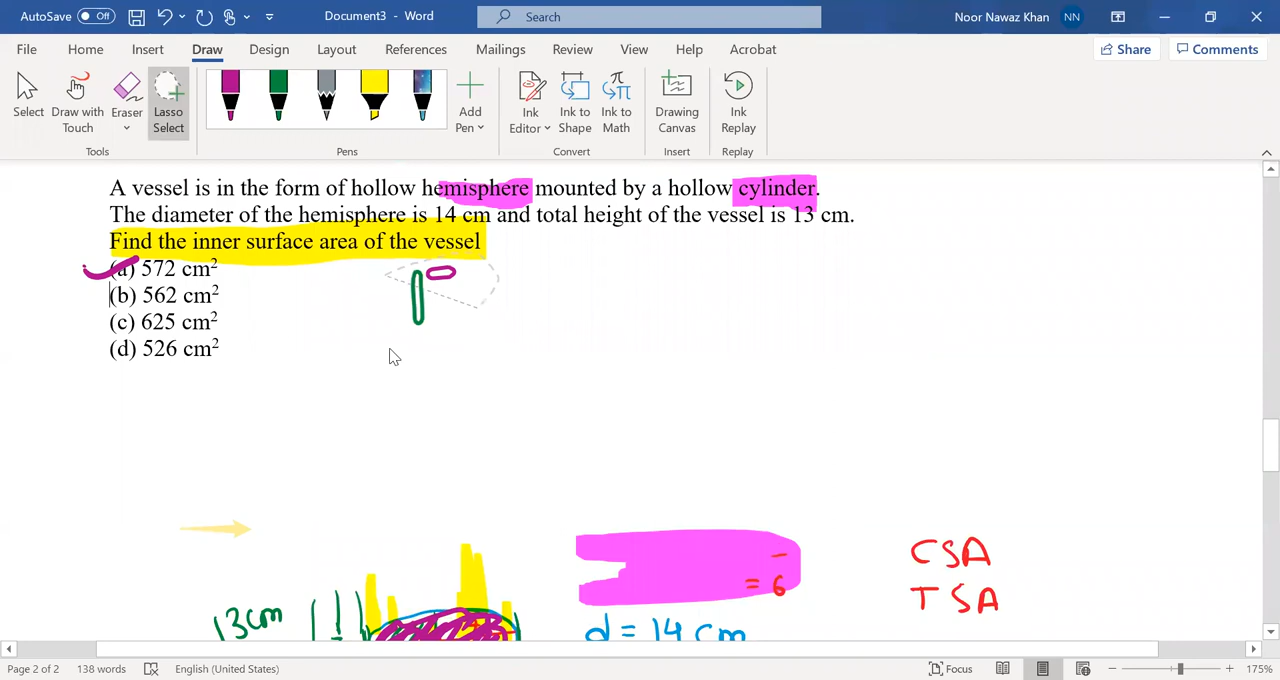 AutoSave Off Document3 - Word Search Noor Nawaz Khan NN
File Home Insert Draw Design Layout References Mailings Review View Help Acrobat Share Comments
Select Draw with Touch Eraser Lasso Select Add Pen Ink Editor Ink to Shape Ink to Math Drawing Canvas Ink Replay
Tools Pens Convert Insert Replay
A vessel is in the form of hollow hemisphere mounted by a hollow cylinder.
The diameter of the hemisphere is 14 cm and total height of the vessel is 13 cm.
Find the inner surface area of the vessel
(a) 572 cm²
(b) 562 cm²
(c) 625 cm²
(d) 526 cm²
CSA
= 6
TSA
13cm
d = 14 cm
Page 2 of 2 138 words English (United States) Focus 175%